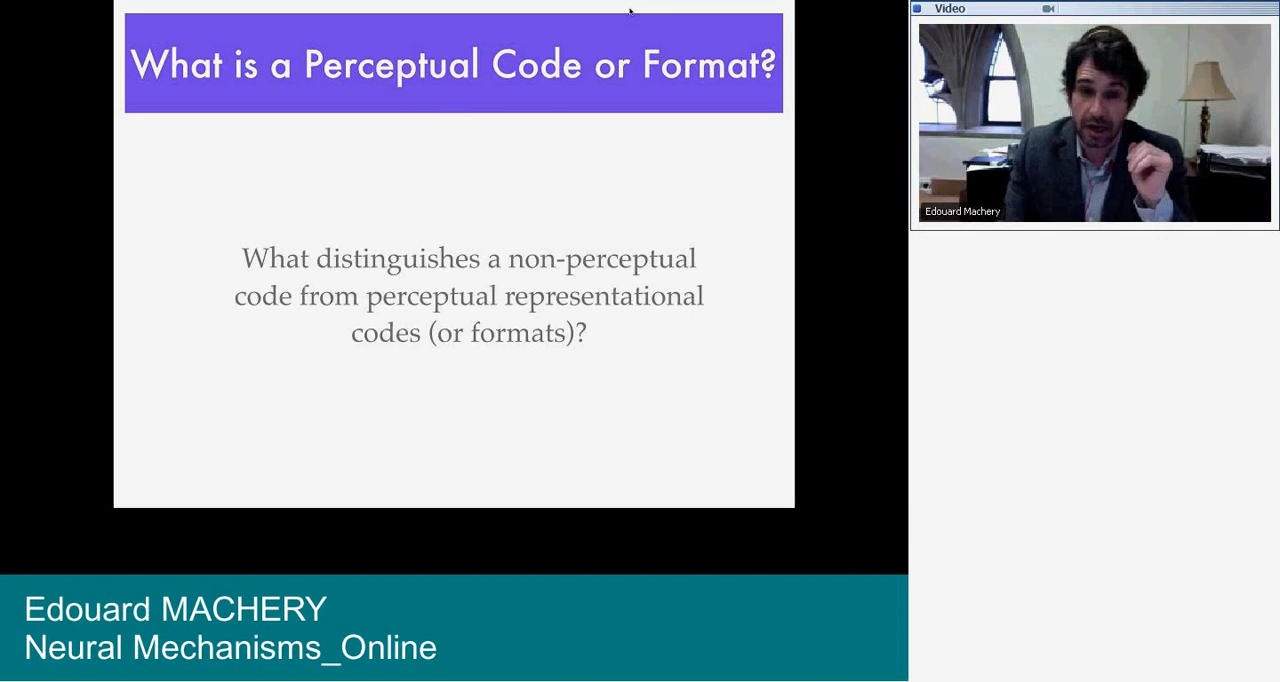 What is a Perceptual Code or Format?
What distinguishes a non-perceptual
code from perceptual representational
codes (or formats)?
Video
Edouard Machery
Edouard MACHERY
Neural Mechanisms_Online